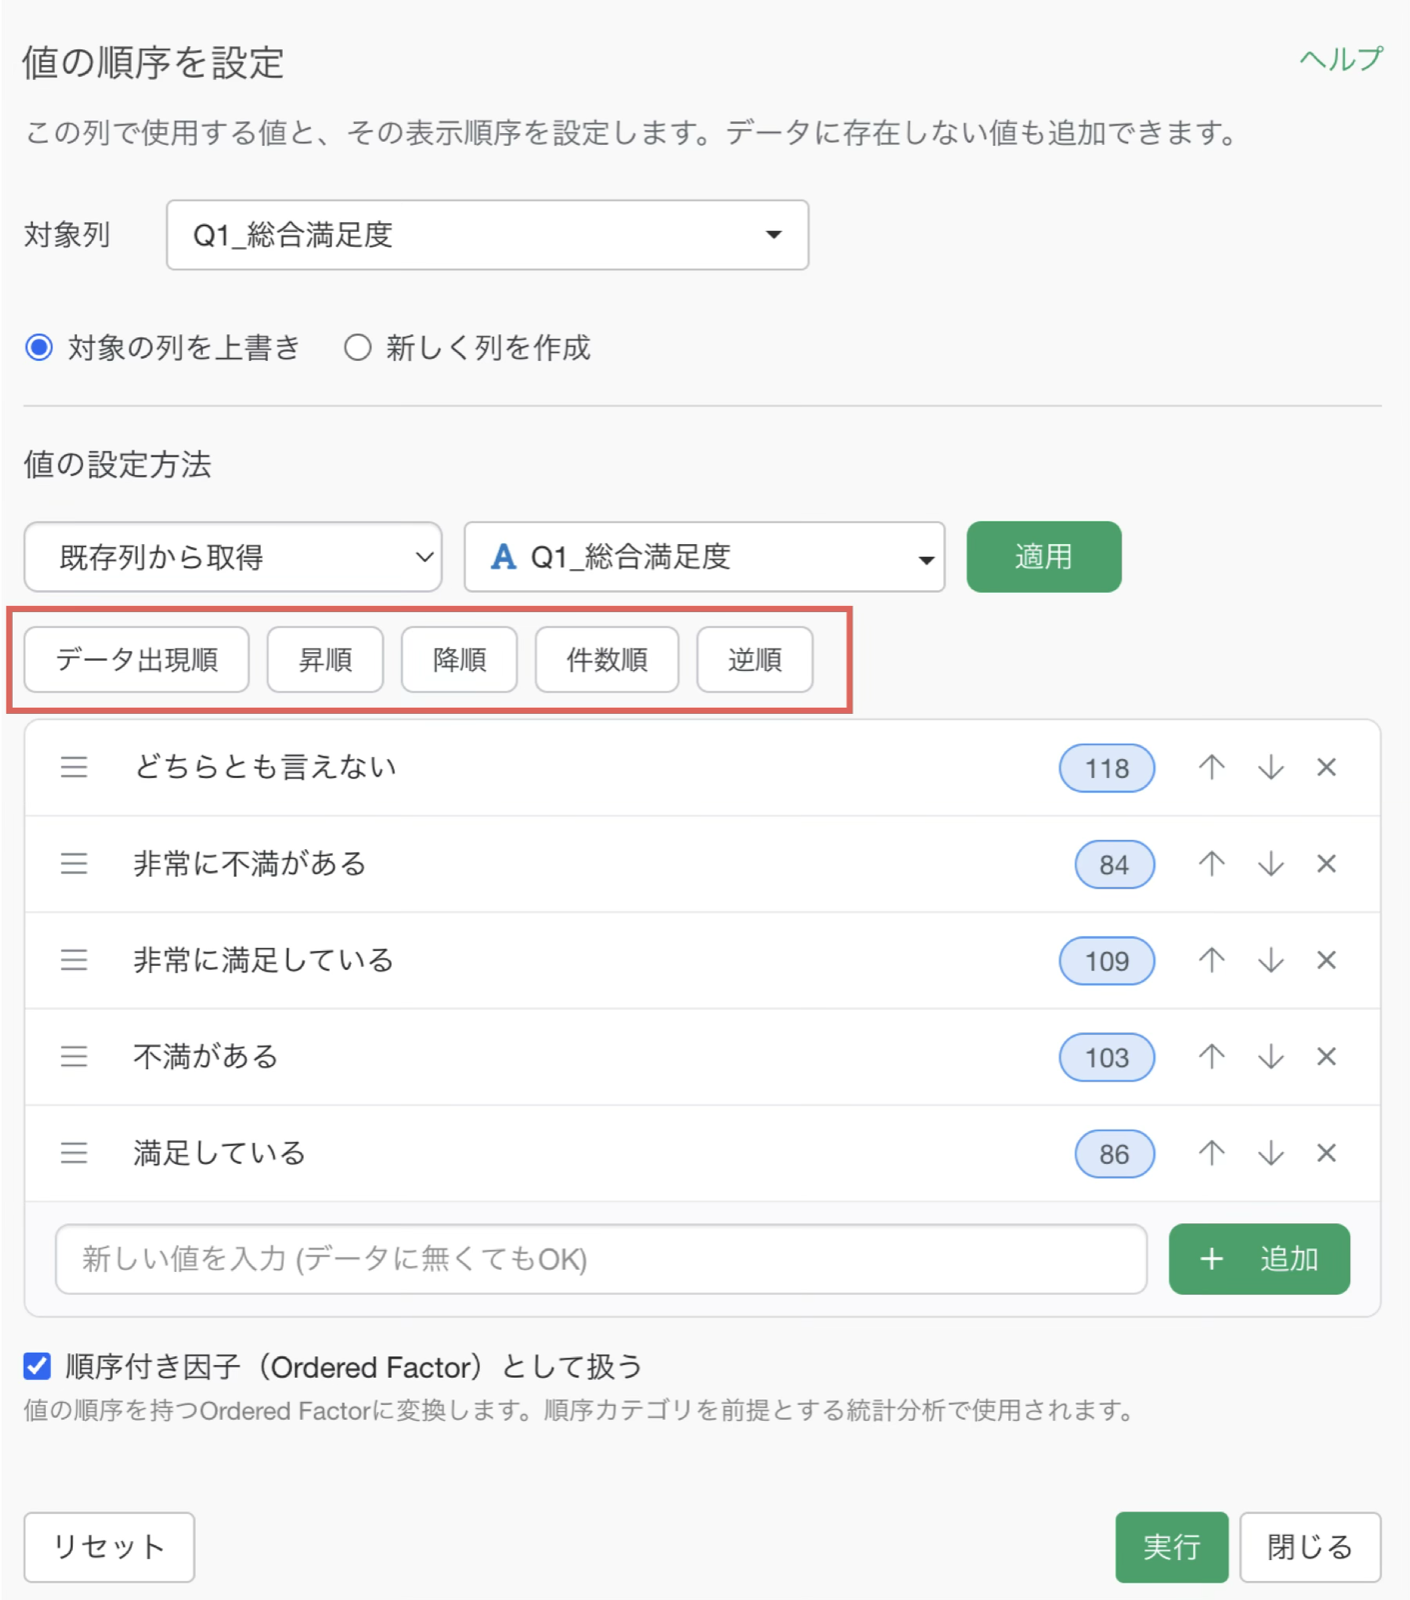 値の順序を設定
ヘルプ
この列で使用する値と、その表示順序を設定します。データに存在しない値も追加できます。
対象列 Q1_総合満足度
対象の列を上書き 新しく列を作成
値の設定方法
既存列から取得 A Q1_総合満足度 適用
データ出現順 昇順 降順 件数順 逆順
どちらとも言えない 118
非常に不満がある 84
非常に満足している 109
不満がある 103
満足している 86
新しい値を入力 (データに無くてもOK) + 追加
順序付き因子（Ordered Factor）として扱う
値の順序を持つOrdered Factorに変換します。順序カテゴリを前提とする統計分析で使用されます。
リセット 実行 閉じる